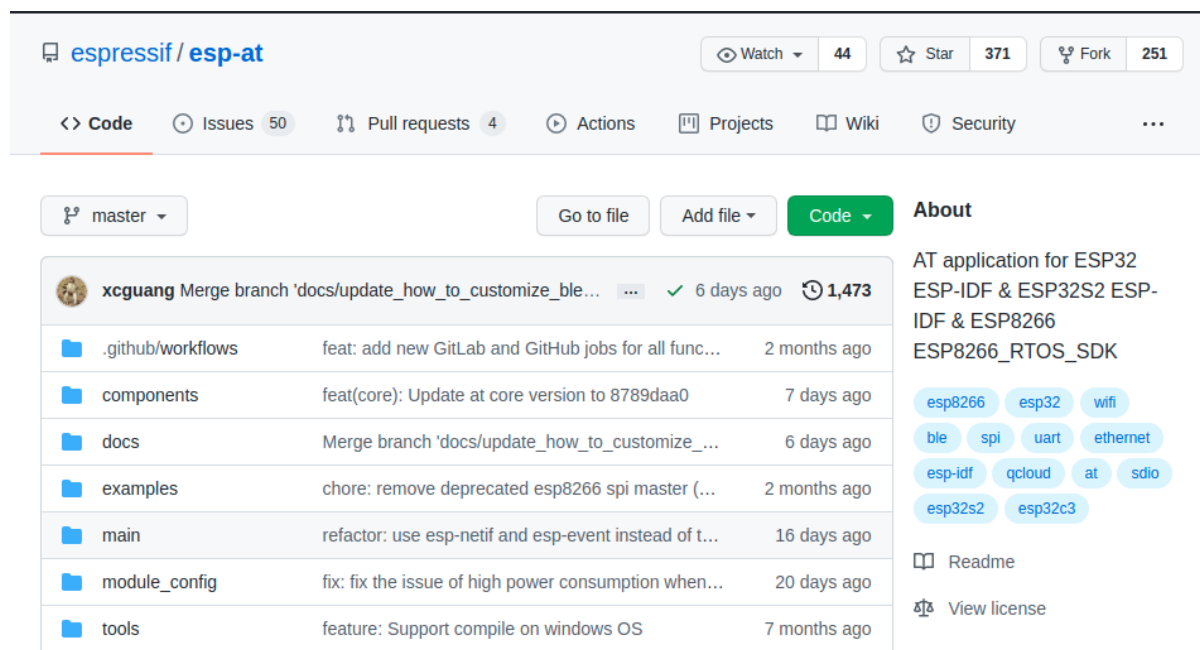 espressif / esp-at
Watch 44 Star 371 Fork 251
Code Issues 50 Pull requests 4 Actions Projects Wiki Security ...
master Go to file Add file Code
xcguang Merge branch 'docs/update_how_to_customize_ble… ... 6 days ago 1,473
.github/workflows feat: add new GitLab and GitHub jobs for all func… 2 months ago
components feat(core): Update at core version to 8789daa0 7 days ago
docs Merge branch 'docs/update_how_to_customize_… 6 days ago
examples chore: remove deprecated esp8266 spi master (… 2 months ago
main refactor: use esp-netif and esp-event instead of t… 16 days ago
module_config fix: fix the issue of high power consumption when… 20 days ago
tools feature: Support compile on windows OS 7 months ago
About
AT application for ESP32
ESP-IDF & ESP32S2 ESP-
IDF & ESP8266
ESP8266_RTOS_SDK
esp8266 esp32 wifi
ble spi uart ethernet
esp-idf qcloud at sdio
esp32s2 esp32c3
Readme
View license